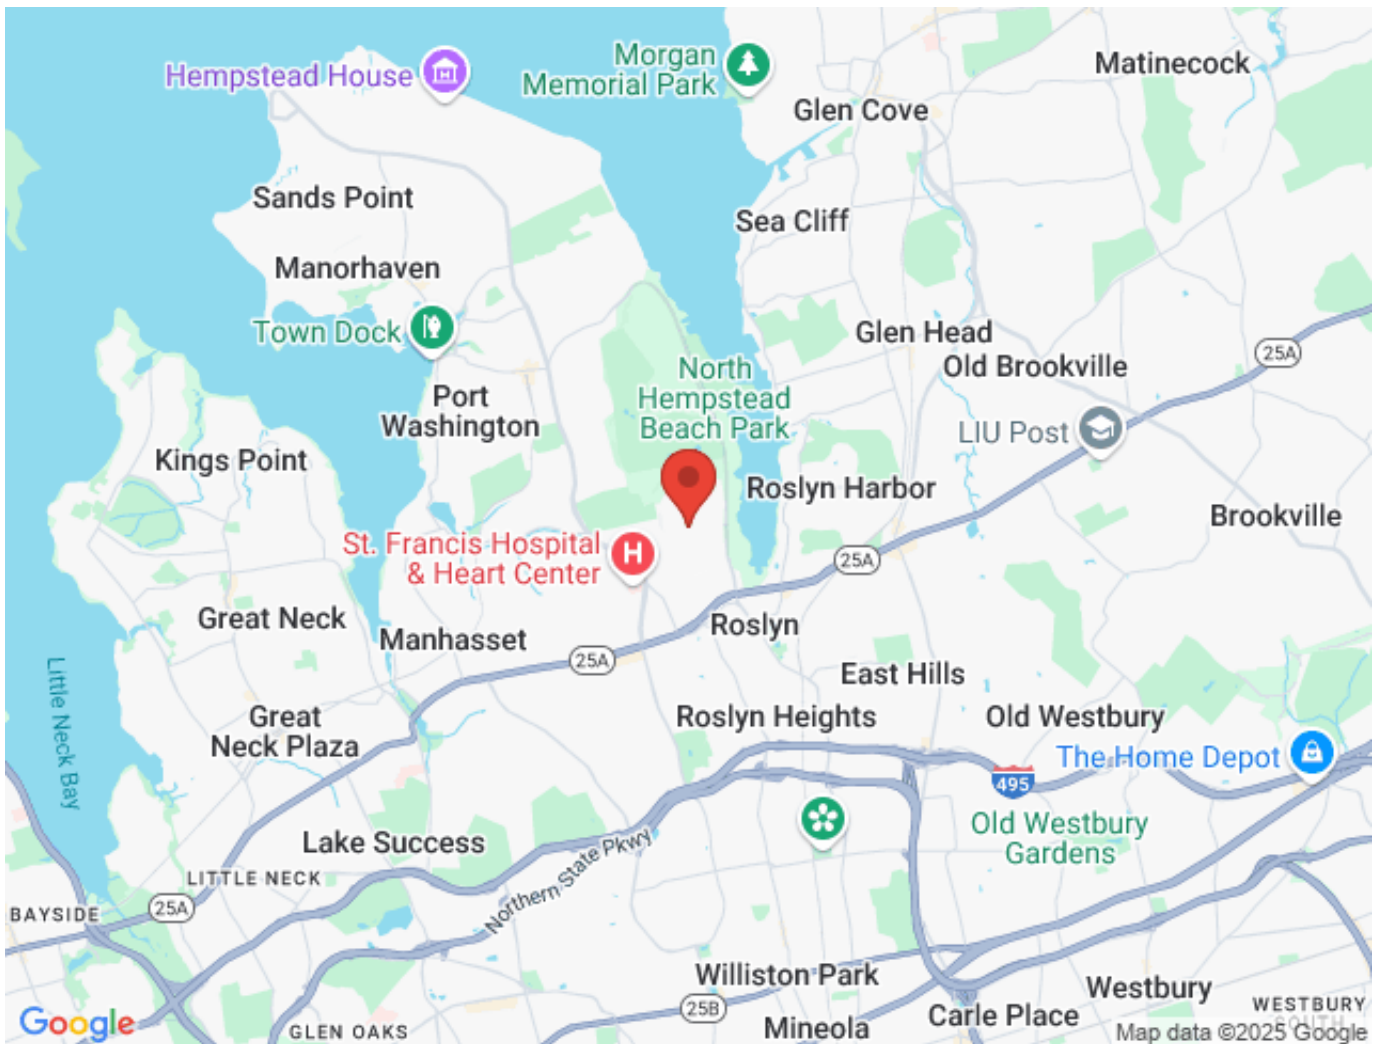 Hempstead House
Morgan
Memorial Park
Matinecock
Glen Cove
Sands Point
Sea Cliff
Manorhaven
Town Dock
Glen Head
25A
Old Brookville
North
Hempstead
Beach Park
Port
Washington
LIU Post
Kings Point
Roslyn Harbor
Brookville
St. Francis Hospital
& Heart Center
H
25A
Great Neck
Manhasset
Roslyn
25A
East Hills
Little Neck Bay
Great
Neck Plaza
Roslyn Heights
Old Westbury
The Home Depot
495
Old Westbury
Gardens
Lake Success
Northern State Pkwy
LITTLE NECK
BAYSIDE
25A
Williston Park
Westbury
25B
Carle Place
WESTBURY
SOUTH
Google
GLEN OAKS
Mineola
Map data ©2025 Google